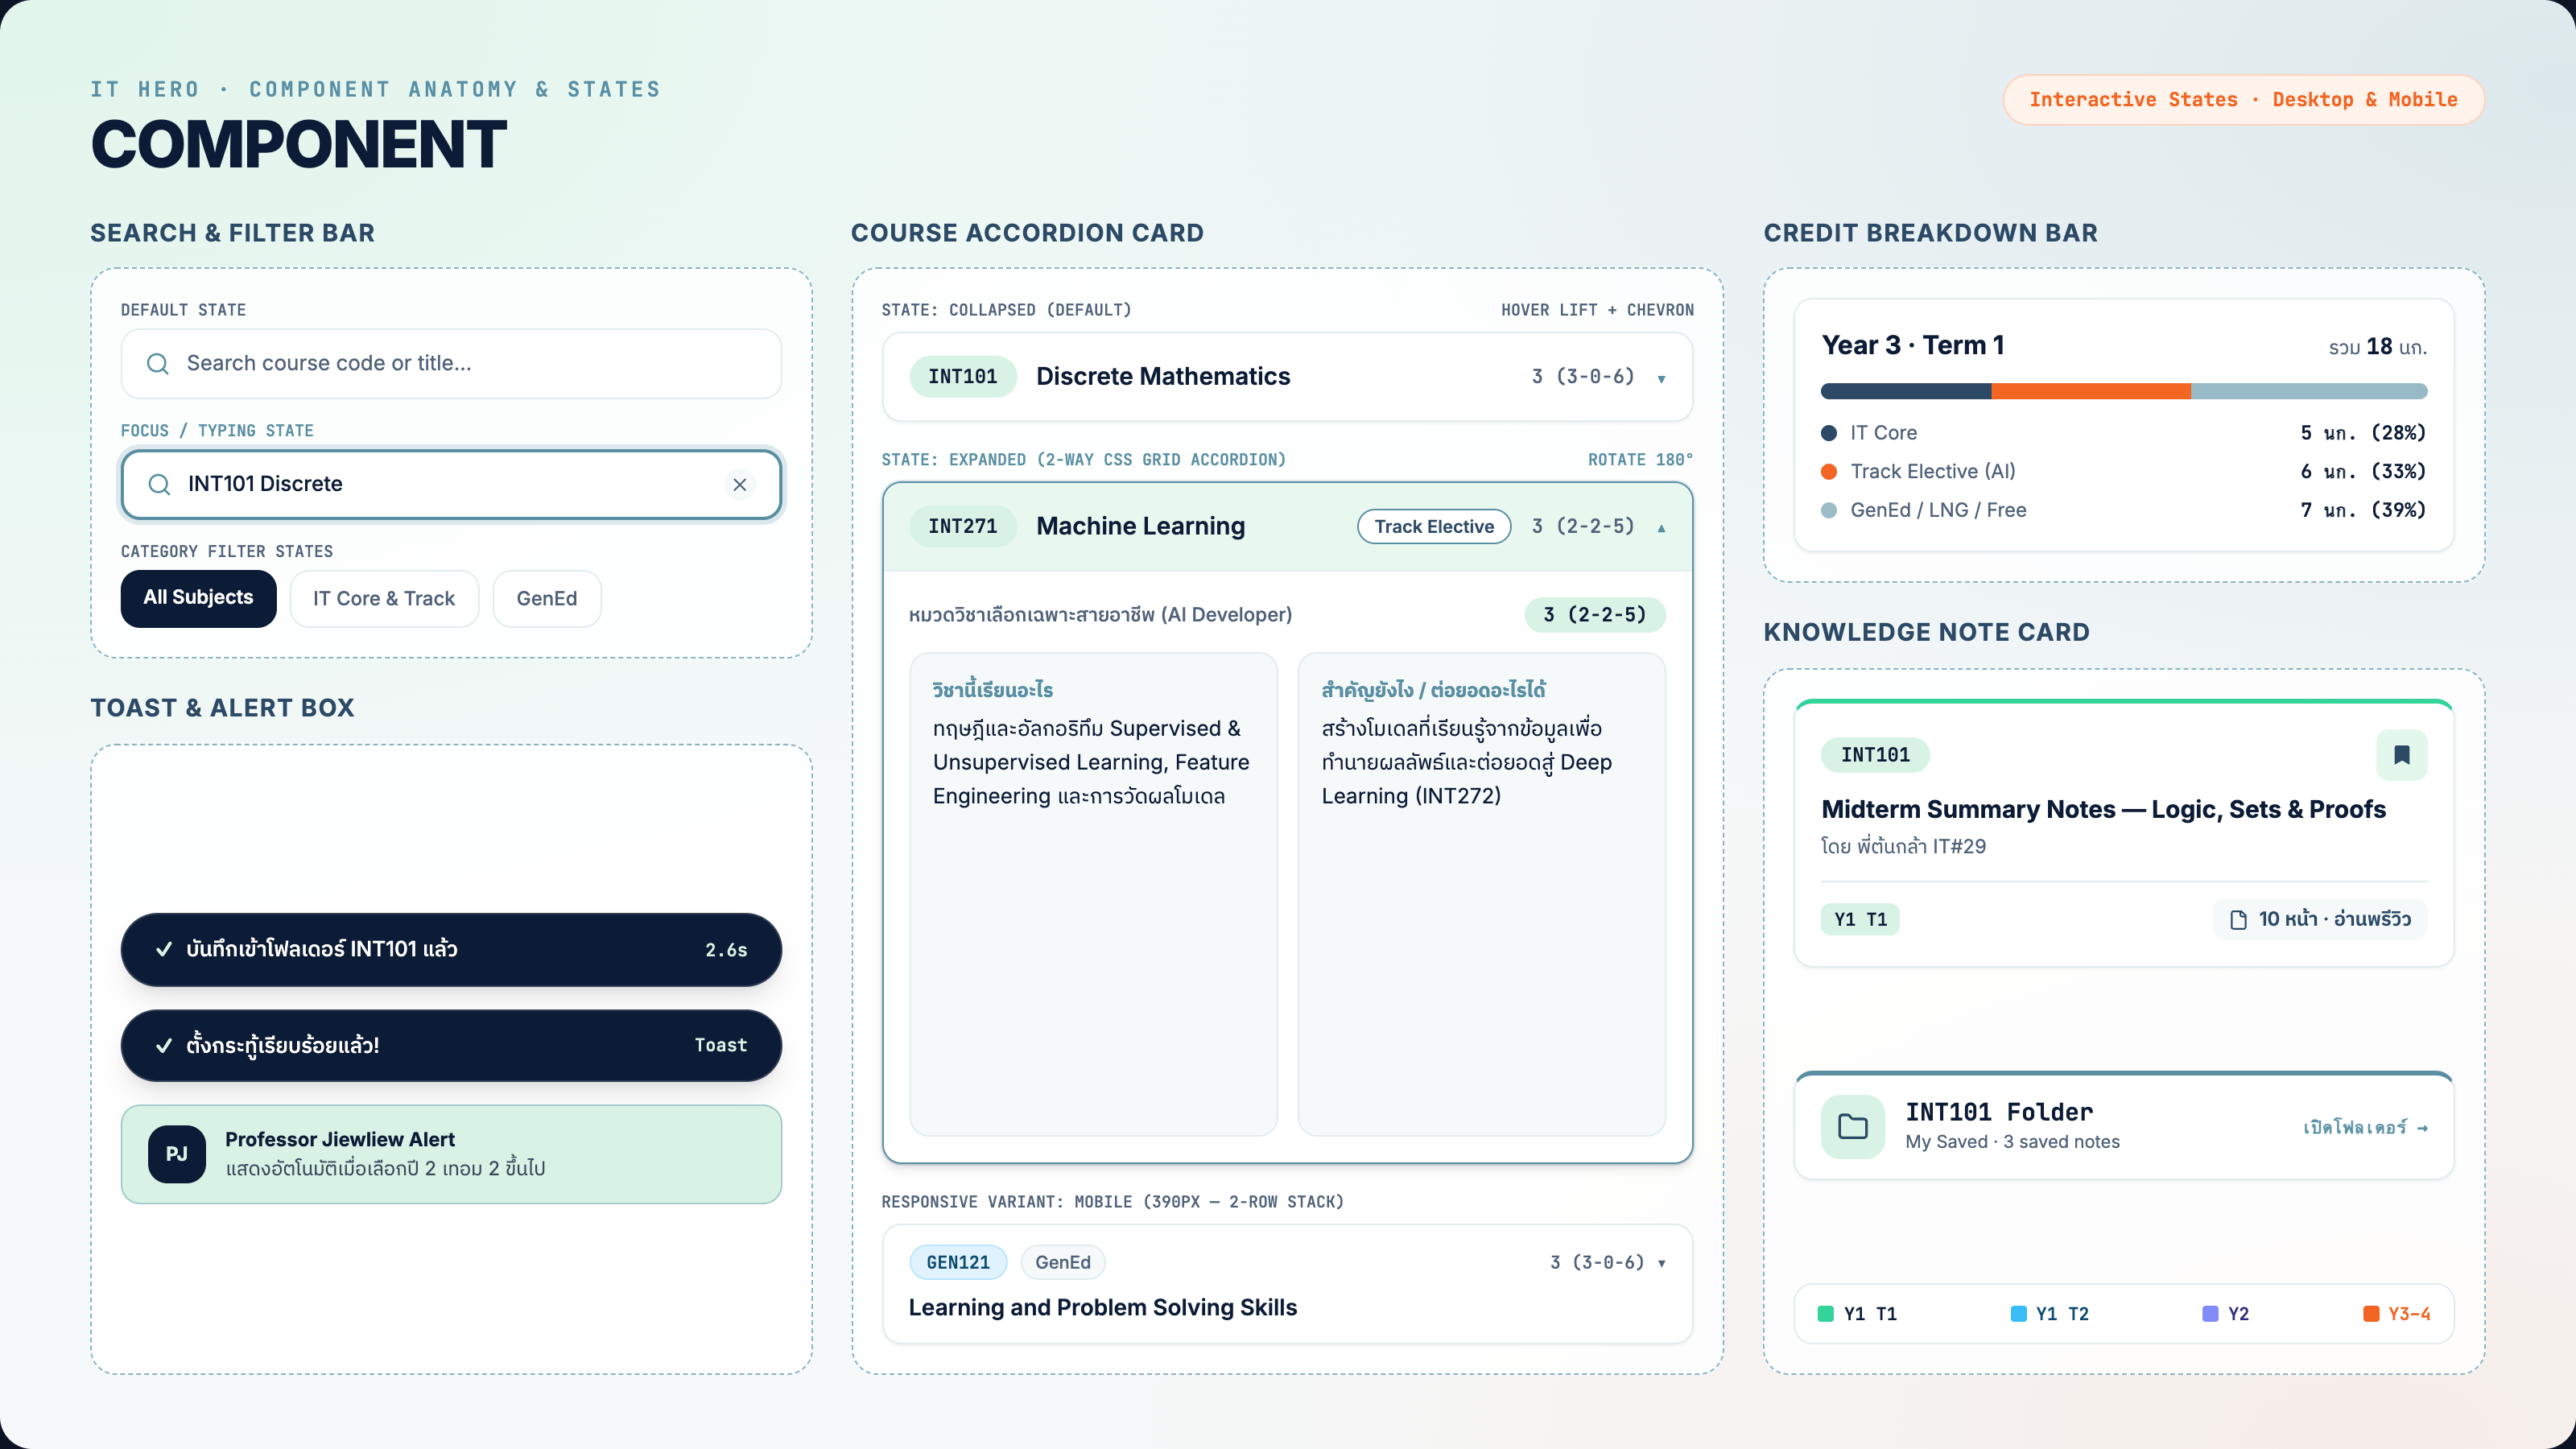 IT HERO · COMPONENT ANATOMY & STATES
COMPONENT
Interactive States · Desktop & Mobile
SEARCH & FILTER BAR
DEFAULT STATE
Search course code or title...
FOCUS / TYPING STATE
INT101 Discrete
CATEGORY FILTER STATES
All Subjects
IT Core & Track
GenEd
TOAST & ALERT BOX
บันทึกเข้าโฟลเดอร์ INT101 แล้ว
2.6s
ตั้งกระทู้เรียบร้อยแล้ว!
Toast
PJ
Professor Jiewliew Alert
แสดงอัตโนมัติเมื่อเลือกปี 2 เทอม 2 ขึ้นไป
COURSE ACCORDION CARD
STATE: COLLAPSED (DEFAULT)
HOVER LIFT + CHEVRON
INT101
Discrete Mathematics
3 (3-0-6) ▾
STATE: EXPANDED (2-WAY CSS GRID ACCORDION)
ROTATE 180°
INT271
Machine Learning
Track Elective
3 (2-2-5) ▴
หมวดวิชาเลือกเฉพาะสายอาชีพ (AI Developer)
3 (2-2-5)
วิชานี้เรียนอะไร
ทฤษฎีและอัลกอริทึม Supervised &
Unsupervised Learning, Feature
Engineering และการวัดผลโมเดล
สำคัญยังไง / ต่อยอดอะไรได้
สร้างโมเดลที่เรียนรู้จากข้อมูลเพื่อ
ทำนายผลลัพธ์และต่อยอดสู่ Deep
Learning (INT272)
RESPONSIVE VARIANT: MOBILE (390PX — 2-ROW STACK)
GEN121
GenEd
3 (3-0-6) ▾
Learning and Problem Solving Skills
CREDIT BREAKDOWN BAR
Year 3 · Term 1
รวม 18 นก.
IT Core
5 นก. (28%)
Track Elective (AI)
6 นก. (33%)
GenEd / LNG / Free
7 นก. (39%)
KNOWLEDGE NOTE CARD
INT101
Midterm Summary Notes — Logic, Sets & Proofs
โดย พี่ต้นกล้า IT#29
Y1 T1
10 หน้า · อ่านพรีวิว
INT101 Folder
My Saved · 3 saved notes
เปิดโฟลเดอร์ →
Y1 T1
Y1 T2
Y2
Y3–4